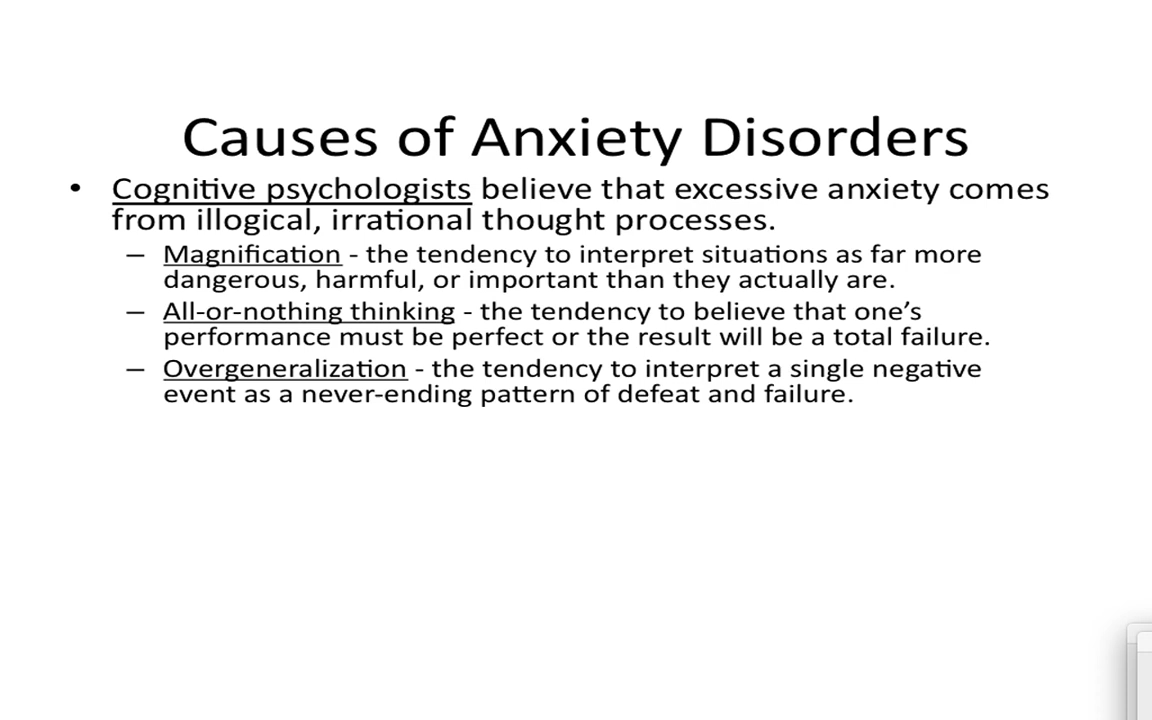 Causes of Anxiety Disorders
• Cognitive psychologists believe that excessive anxiety comes
from illogical, irrational thought processes.
– Magnification - the tendency to interpret situations as far more
dangerous, harmful, or important than they actually are.
– All-or-nothing thinking - the tendency to believe that one’s
performance must be perfect or the result will be a total failure.
– Overgeneralization - the tendency to interpret a single negative
event as a never-ending pattern of defeat and failure.